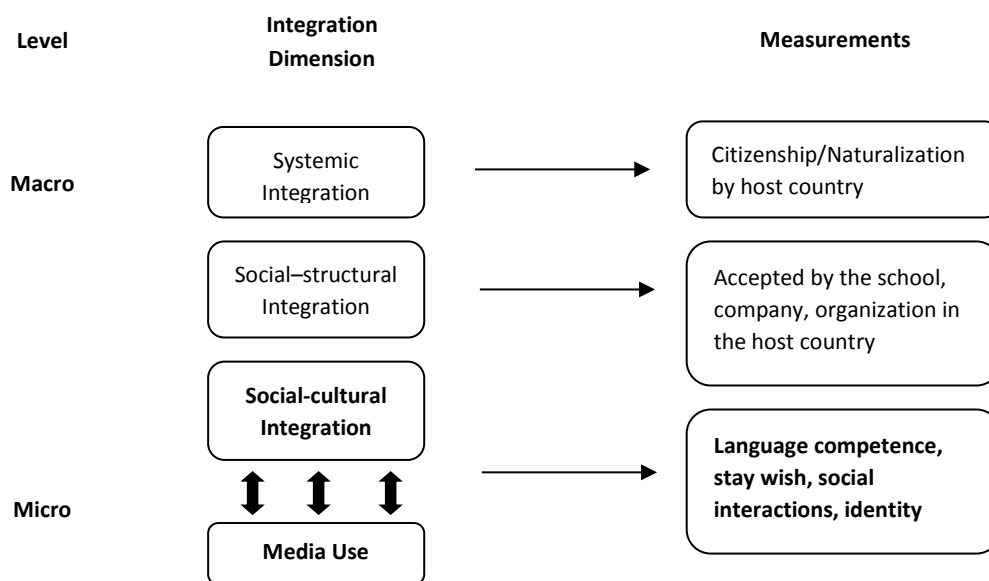 Level
Integration
Dimension
Measurements
Macro
Systemic
Integration
Citizenship/Naturalization
by host country
Social–structural
Integration
Accepted by the school,
company, organization in
the host country
Social-cultural
Integration
Language competence,
stay wish, social
interactions, identity
Micro
Media Use